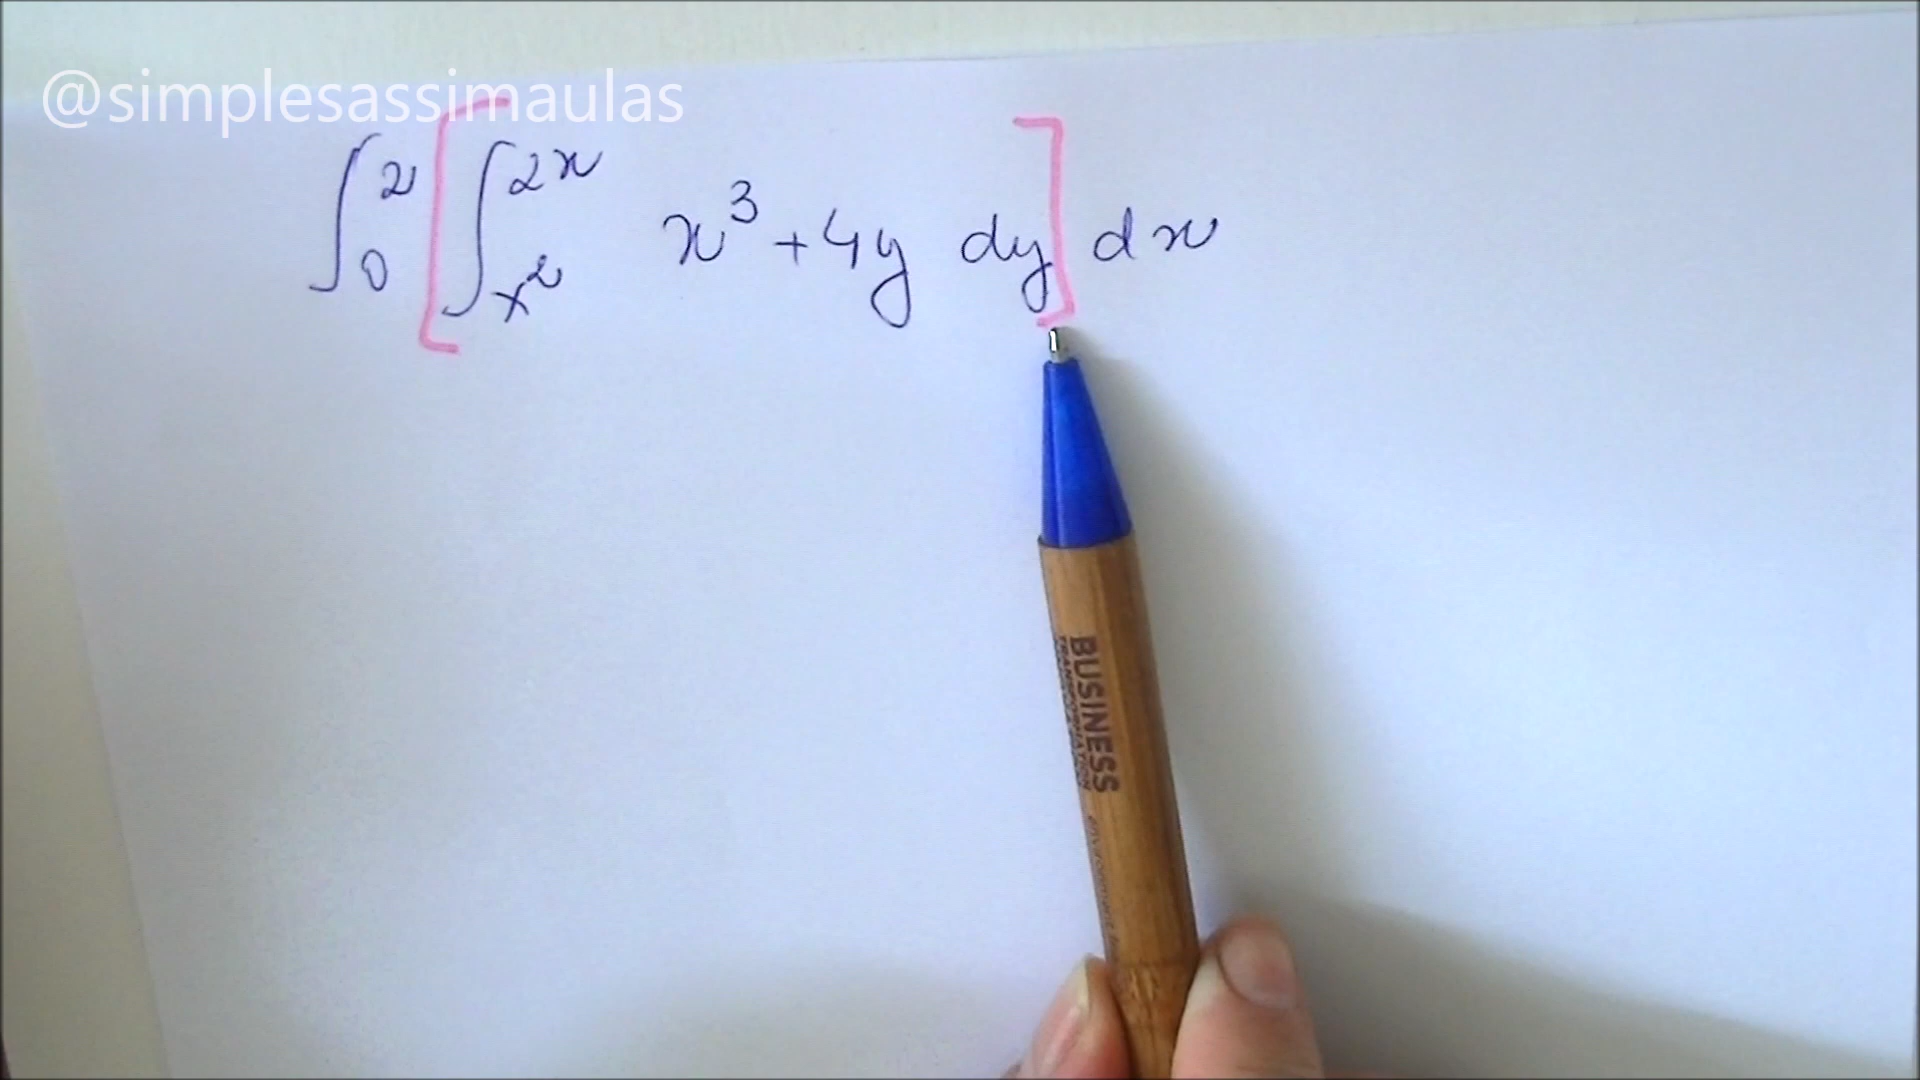 @simplesassimaulas
∫₀² [∫ₓ²^2x x³+4y dy] dx
BUSINESS